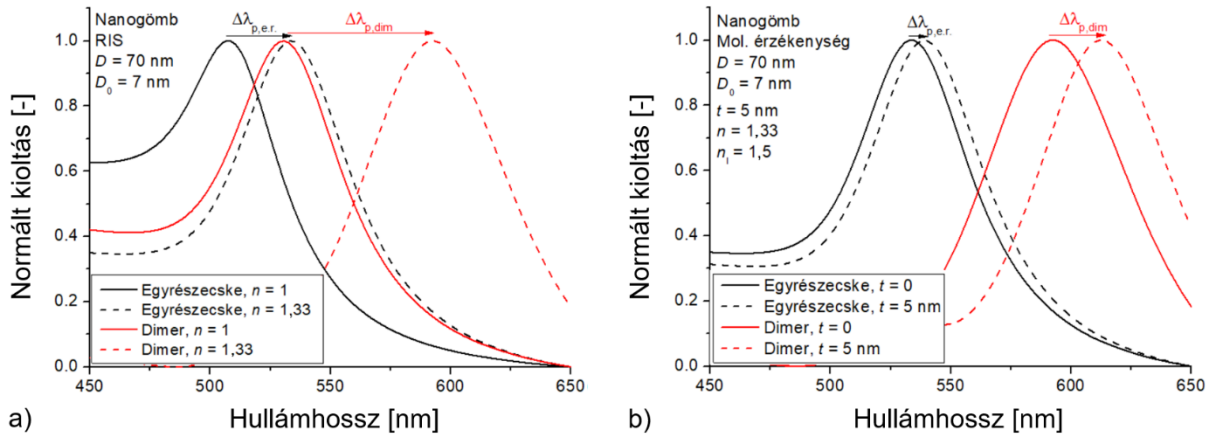 Nanogömb
RIS
D = 70 nm
D₀ = 7 nm
Δλp,e.r.
Δλp,dim
Normált kioltás [-]
1.0
0.8
0.6
0.4
0.2
0.0
Egyrészecske, n = 1
Egyrészecske, n = 1,33
Dimer, n = 1
Dimer, n = 1,33
450 500 550 600 650
a) Hullámhossz [nm]
Nanogömb
Mol. érzékenység
D = 70 nm
D₀ = 7 nm
t = 5 nm
n = 1,33
nₗ = 1,5
Δλp,e.r.
Δλp,dim
Normált kioltás [-]
1.0
0.8
0.6
0.4
0.2
0.0
Egyrészecske, t = 0
Egyrészecske, t = 5 nm
Dimer, t = 0
Dimer, t = 5 nm
450 500 550 600 650
b) Hullámhossz [nm]